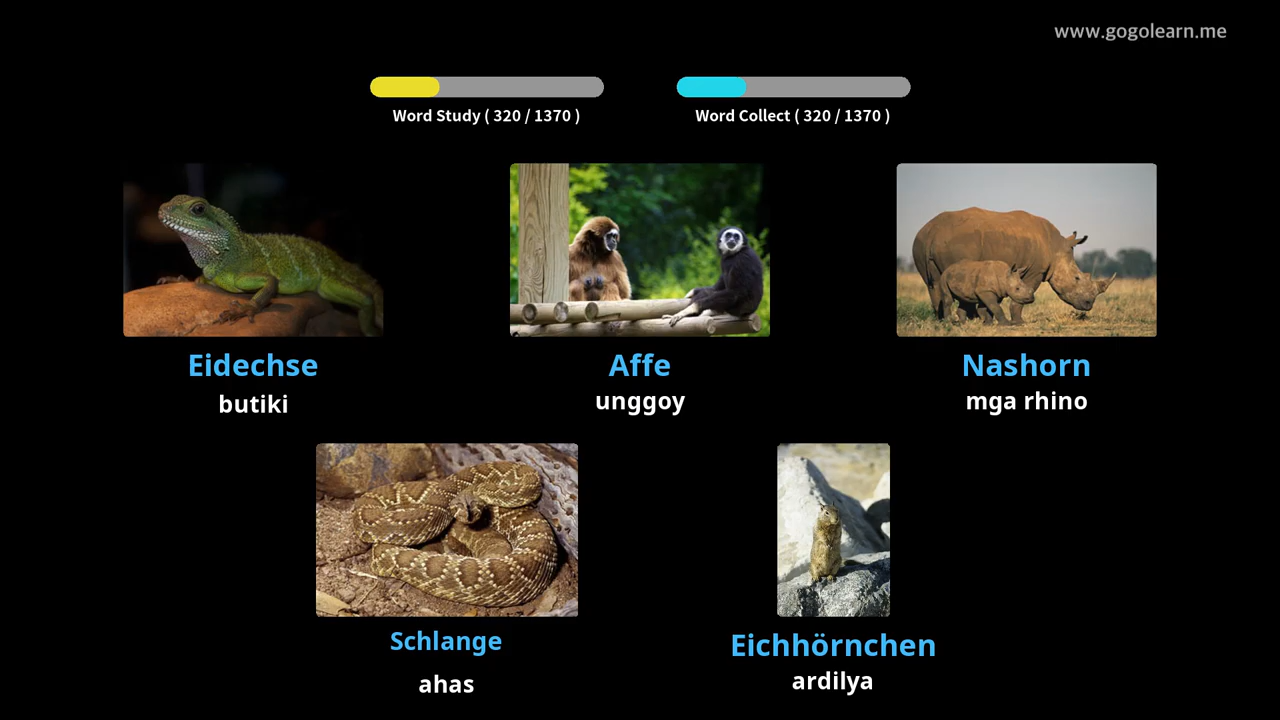 www.gogolearn.me
Word Study ( 320 / 1370 )
Word Collect ( 320 / 1370 )
Eidechse
butiki
Affe
unggoy
Nashorn
mga rhino
Schlange
ahas
Eichhörnchen
ardilya